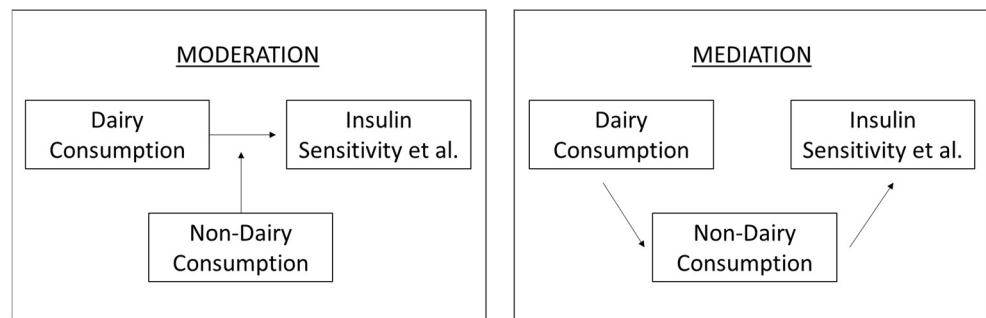 MODERATION
Dairy
Consumption
Insulin
Sensitivity et al.
Non-Dairy
Consumption
MEDIATION
Dairy
Consumption
Insulin
Sensitivity et al.
Non-Dairy
Consumption